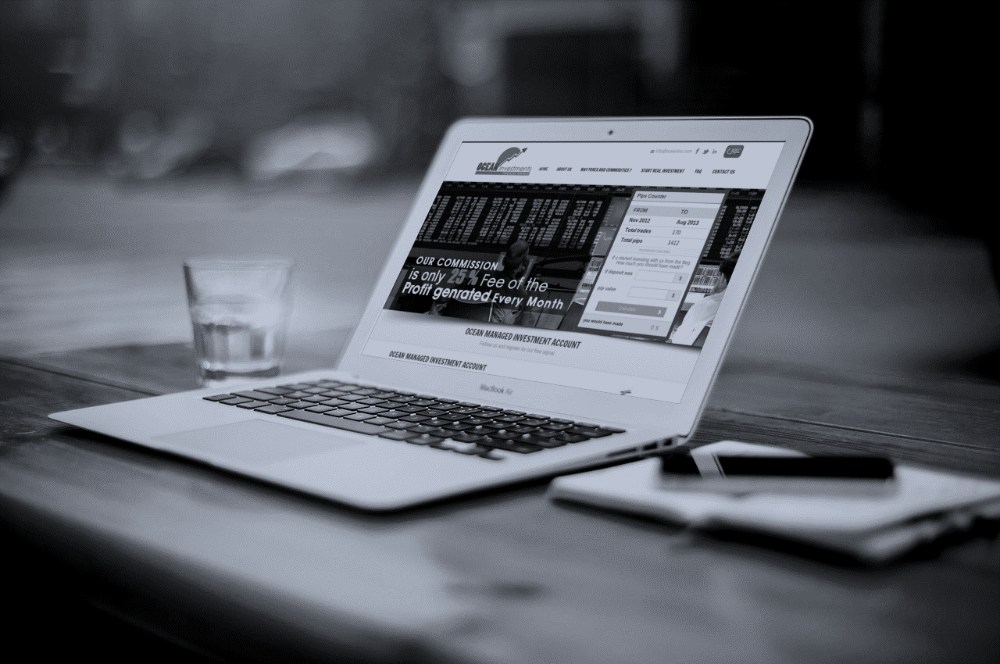 OCEAN investments
HOME ABOUT US WHY FOREX AND COMMODITIES? START REAL INVESTMENT FAQ CONTACT US
Pips Counter
FROM TO
Nov 2012 Aug 2013
Total trades 170
Total pips 1412
If u started investing with us from the Beg.
How much you should have made?
if deposit was $
pip value $
Calculate
you would have made 0 $
OUR COMMISSION
is only 25% Fee of the
Profit genrated Every Month
OCEAN MANAGED INVESTMENT ACCOUNT
Follow us and register for our free signal
OCEAN MANAGED INVESTMENT ACCOUNT
MacBook Air